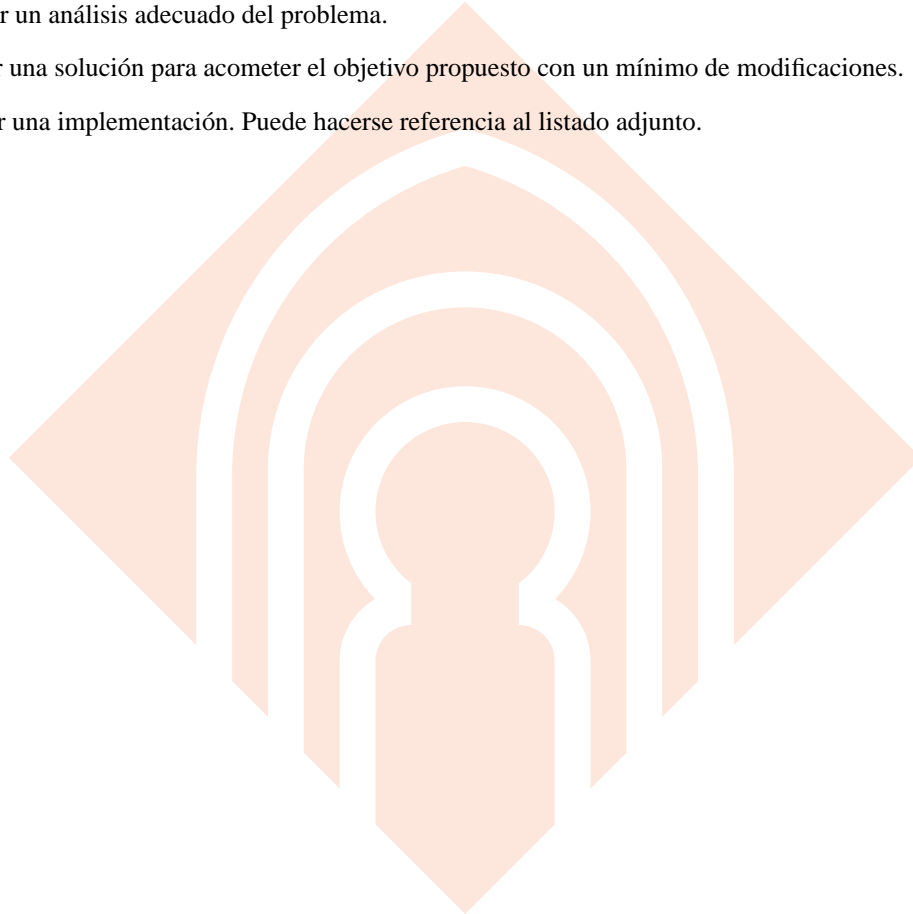 r un análisis adecuado del problema.
r una solución para acometer el objetivo propuesto con un mínimo de modificaciones.
r una implementación. Puede hacerse referencia al listado adjunto.